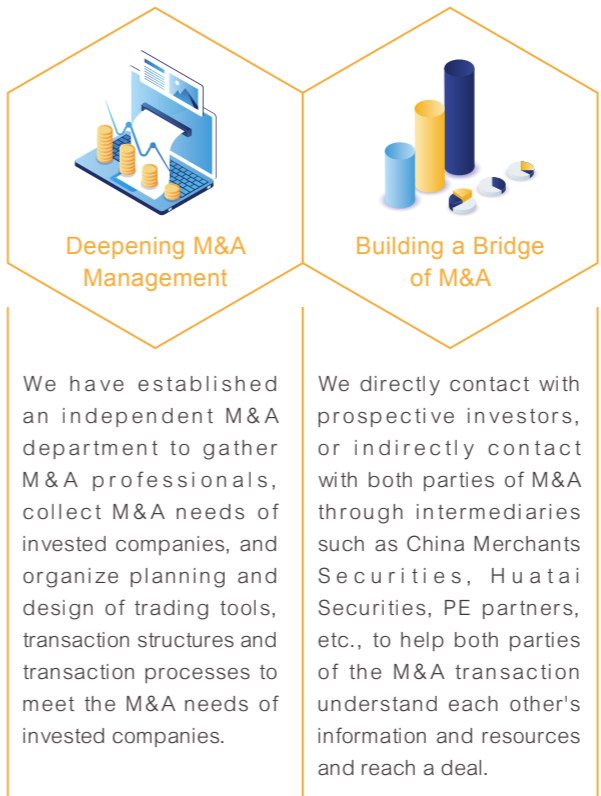 Deepening M&A
Management
We have established
an independent M&A
department to gather
M&A professionals,
collect M&A needs of
invested companies, and
organize planning and
design of trading tools,
transaction structures and
transaction processes to
meet the M&A needs of
invested companies.
Building a Bridge
of M&A
We directly contact with
prospective investors,
or indirectly contact
with both parties of M&A
through intermediaries
such as China Merchants
Securities, Huatai
Securities, PE partners,
etc., to help both parties
of the M&A transaction
understand each other's
information and resources
and reach a deal.